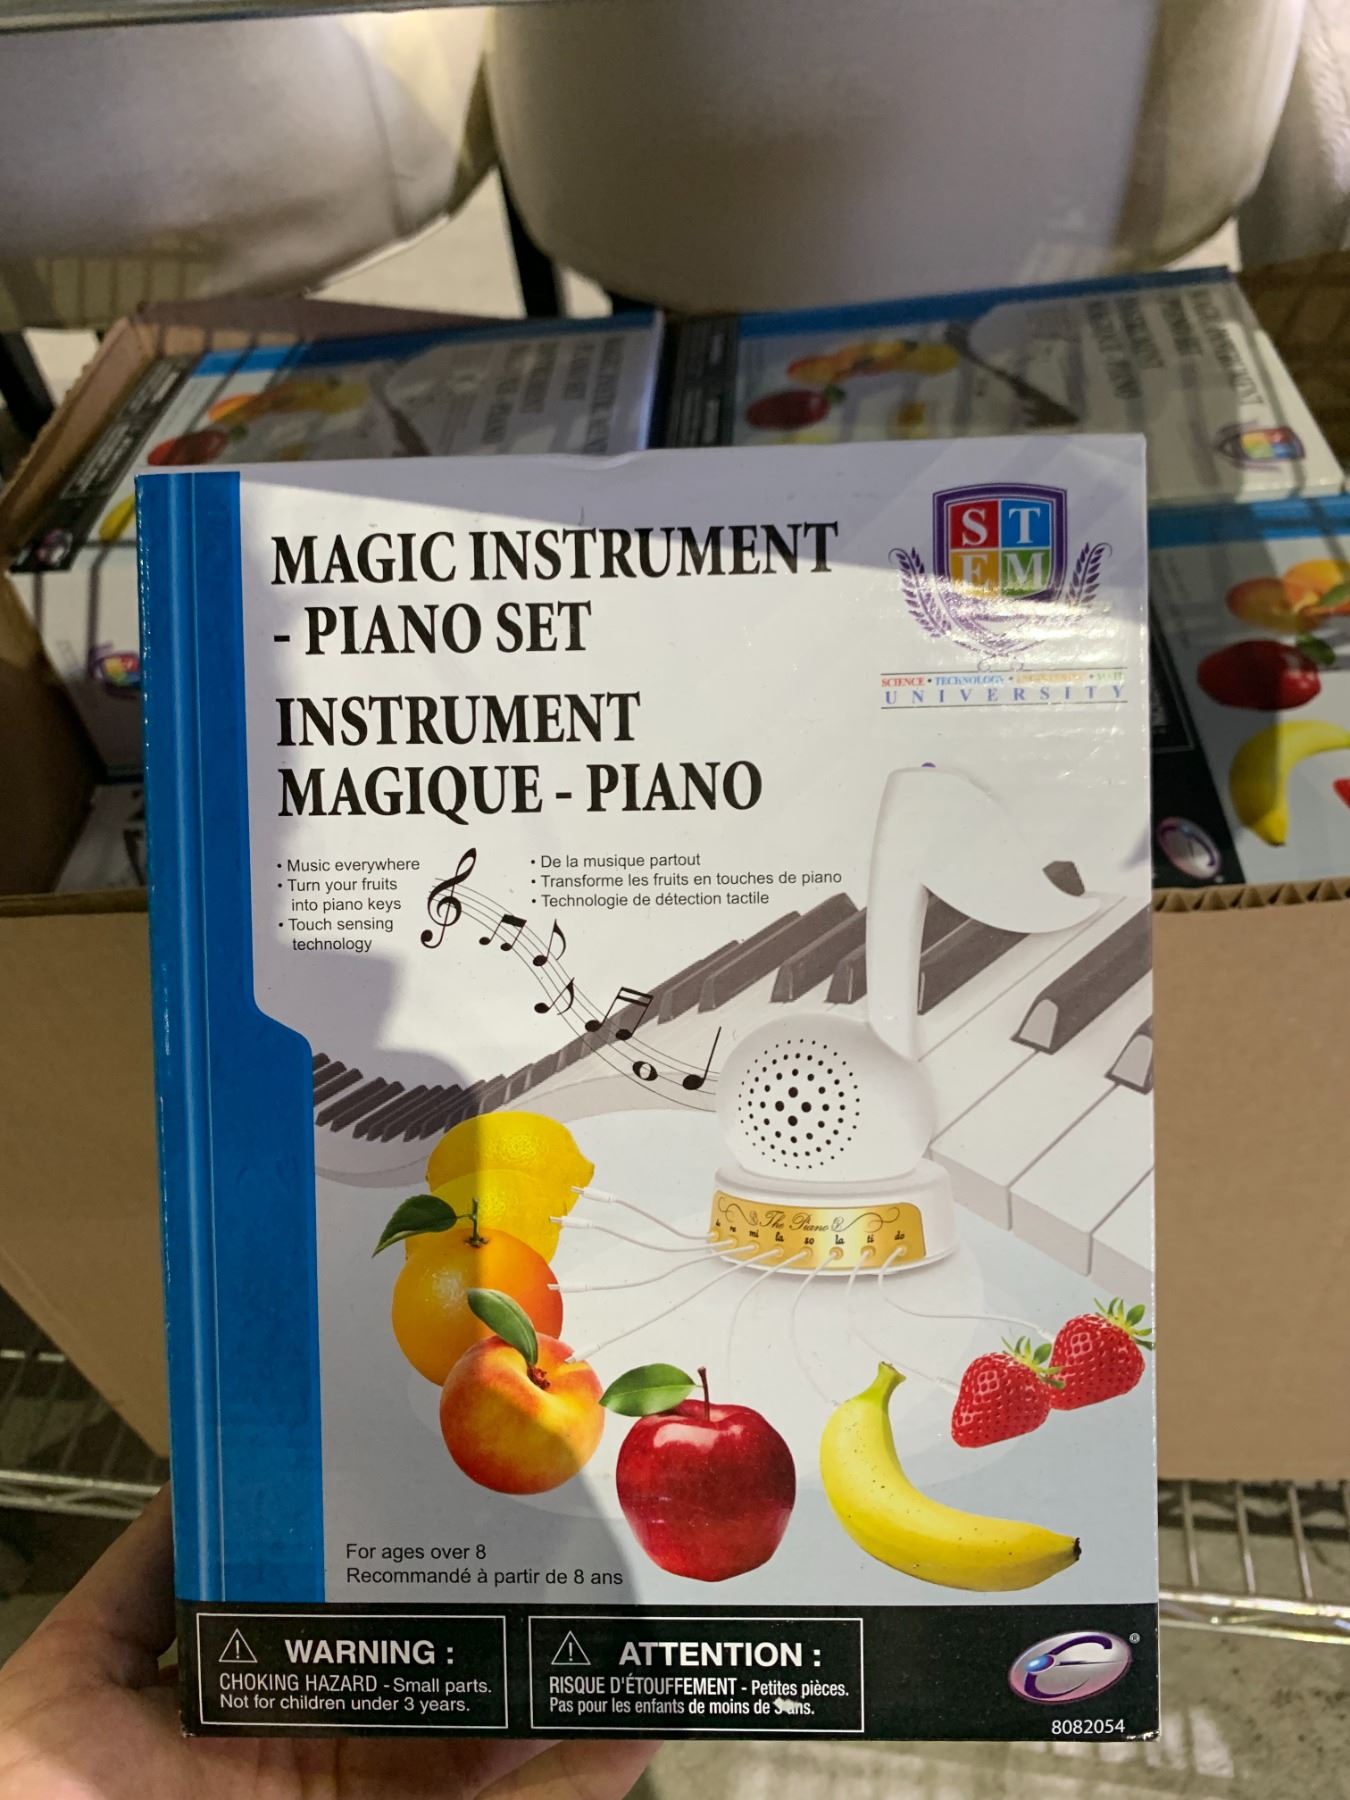 MAGIC INSTRUMENT
- PIANO SET
INSTRUMENT
MAGIQUE - PIANO
S T
E M
SCIENCE • TECHNOLOGY •
UNIVERSITY
• Music everywhere
• Turn your fruits
into piano keys
• Touch sensing
technology
• De la musique partout
• Transforme les fruits en touches de piano
• Technologie de détection tactile
The Piano
re mi fa so la ti do
For ages over 8
Recommandé à partir de 8 ans
WARNING :
CHOKING HAZARD - Small parts.
Not for children under 3 years.
ATTENTION :
RISQUE D'ÉTOUFFEMENT - Petites pièces.
Pas pour les enfants de moins de 3 ans.
®
8082054